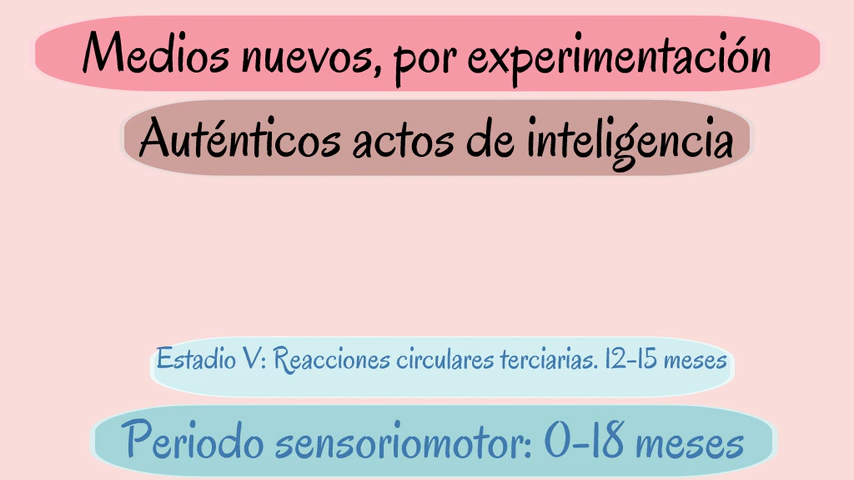 Medios nuevos, por experimentación
Auténticos actos de inteligencia
Estadio V: Reacciones circulares terciarias. 12-15 meses
Periodo sensoriomotor: 0-18 meses